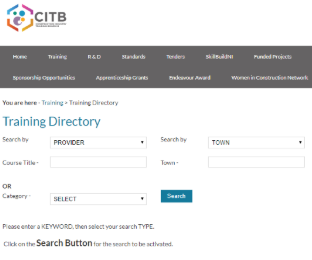 CITB
Home Training R & D Standards Tenders SkillBuildNI Funded Projects
Sponsorship Opportunities Apprenticeship Grants Endeavour Award Women in Construction Network
You are here - Training > Training Directory
Training Directory
Search by PROVIDER Search by TOWN
Course Title - Town -
OR
Category - SELECT Search
Please enter a KEYWORD, then select your search TYPE.
Click on the Search Button for the search to be activated.